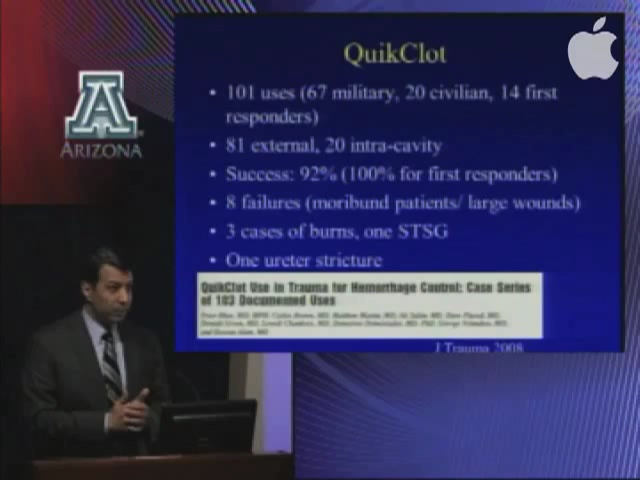 QuikClot
• 101 uses (67 military, 20 civilian, 14 first
responders)
• 81 external, 20 intra-cavity
• Success: 92% (100% for first responders)
• 8 failures (moribund patients/ large wounds)
• 3 cases of burns, one STSG
• One ureter stricture
QuikClot Use in Trauma for Hemorrhage Control: Case Series
of 103 Documented Uses
J Trauma 2008
A
ARIZONA